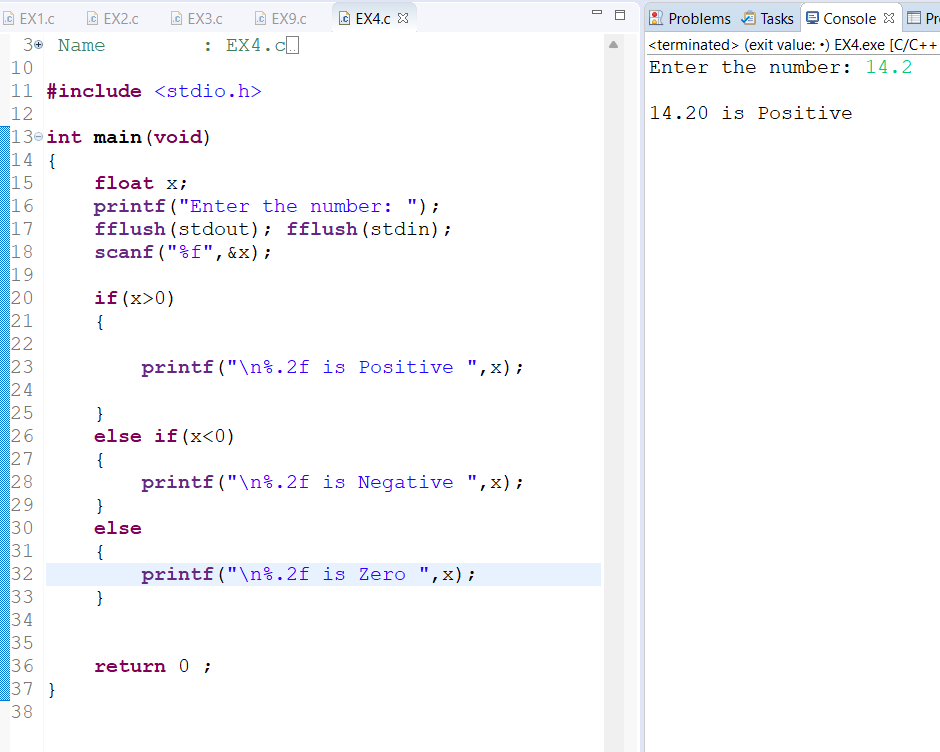 EX1.c EX2.c EX3.c EX9.c EX4.c
3 Name : EX4.c
10
11 #include <stdio.h>
12
13 int main(void)
14 {
15 float x;
16 printf("Enter the number: ");
17 fflush(stdout); fflush(stdin);
18 scanf("%f",&x);
19
20 if(x>0)
21 {
22
23 printf("\n%.2f is Positive ",x);
24
25 }
26 else if(x<0)
27 {
28 printf("\n%.2f is Negative ",x);
29 }
30 else
31 {
32 printf("\n%.2f is Zero ",x);
33 }
34
35
36 return 0 ;
37 }
38
Problems Tasks Console Pr
<terminated> (exit value: •) EX4.exe [C/C++
Enter the number: 14.2
14.20 is Positive